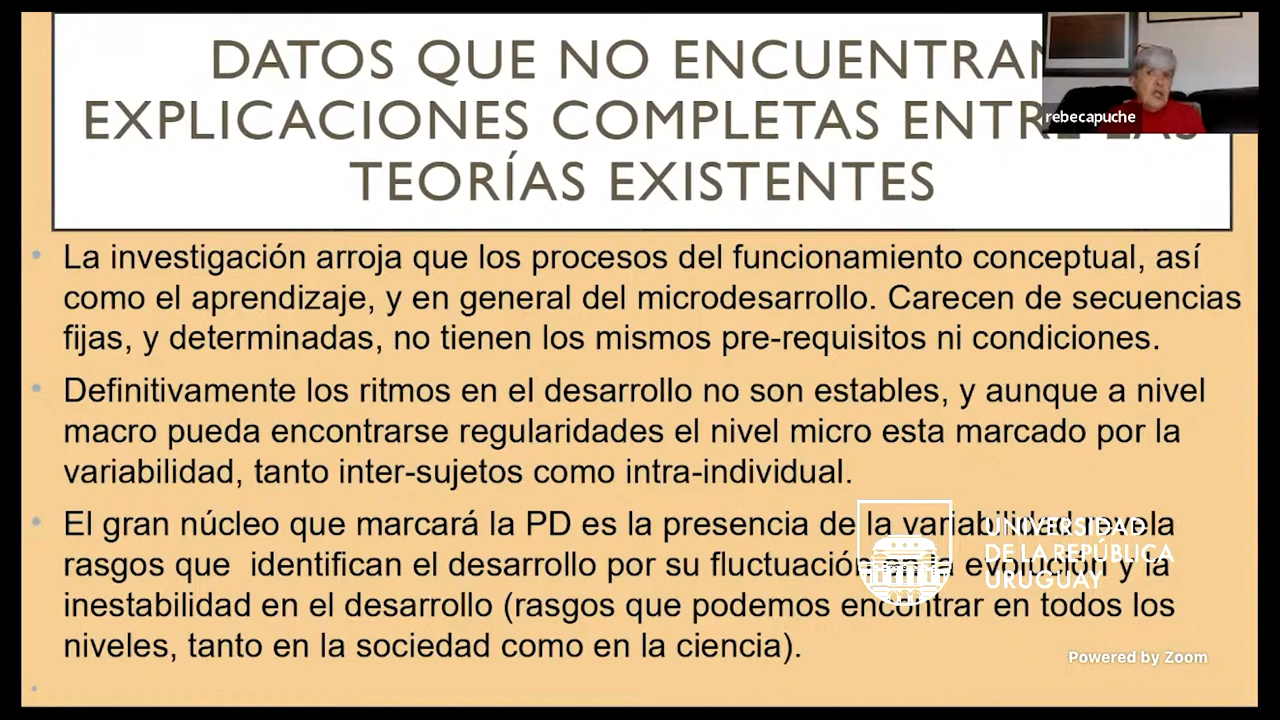 DATOS QUE NO ENCUENTRAN
EXPLICACIONES COMPLETAS ENTRE LAS
TEORÍAS EXISTENTES
rebecapuche
La investigación arroja que los procesos del funcionamiento conceptual, así
como el aprendizaje, y en general del microdesarrollo. Carecen de secuencias
fijas, y determinadas, no tienen los mismos pre-requisitos ni condiciones.
Definitivamente los ritmos en el desarrollo no son estables, y aunque a nivel
macro pueda encontrarse regularidades el nivel micro esta marcado por la
variabilidad, tanto inter-sujetos como intra-individual.
El gran núcleo que marcará la PD es la presencia de la variabilidad revela
rasgos que identifican el desarrollo por su fluctuación evolución y la
inestabilidad en el desarrollo (rasgos que podemos encontrar en todos los
niveles, tanto en la sociedad como en la ciencia).
UNIVERSIDAD
DE LA REPÚBLICA
URUGUAY
Powered by Zoom